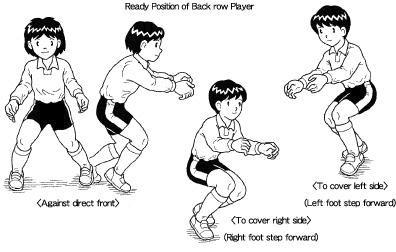 Ready Position of Back row Player
<Against direct front>
<To cover left side>
(Left foot step forward)
<To cover right side>
(Right foot step forward)